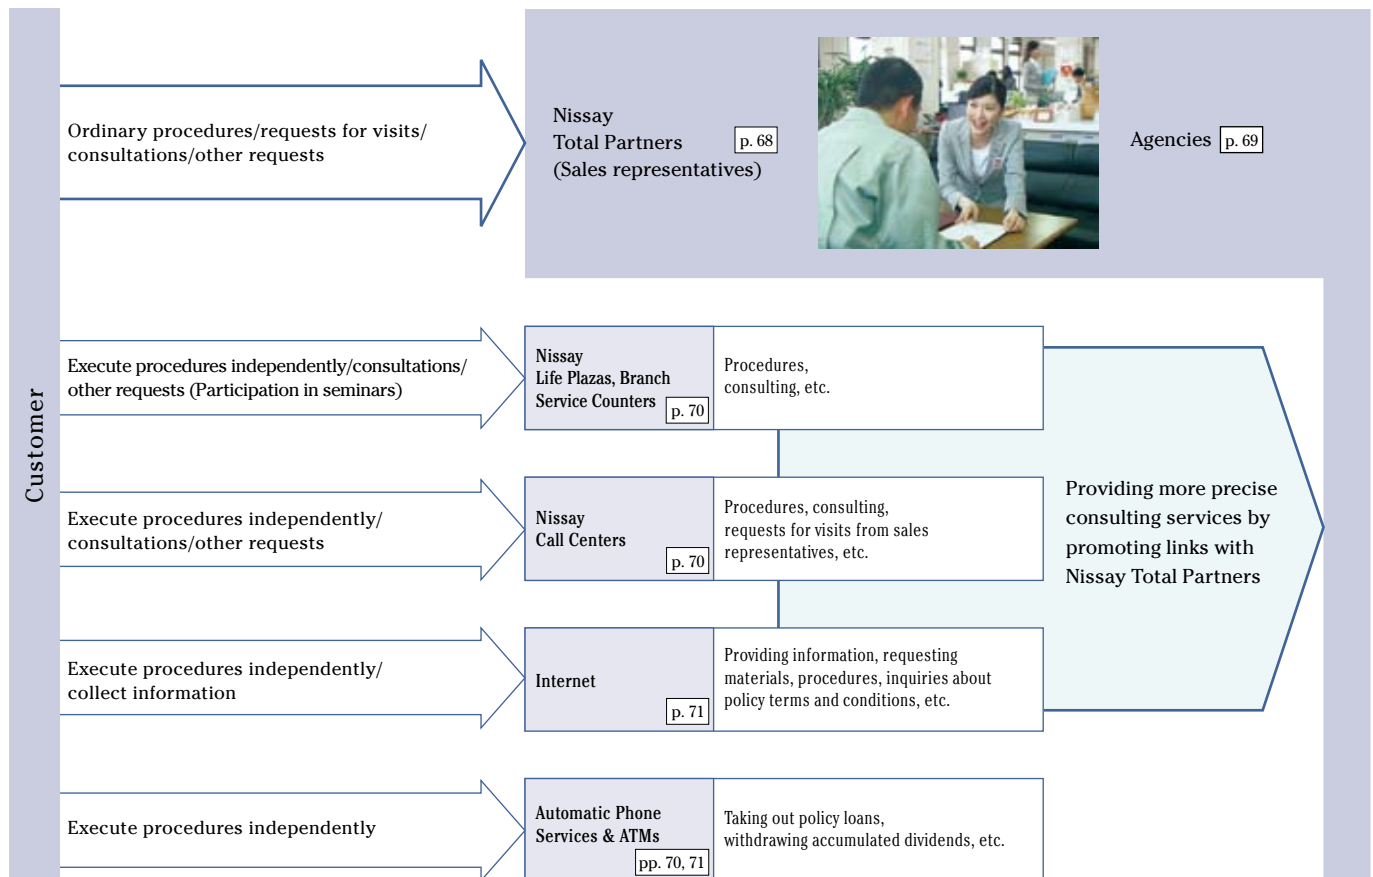 Customer
Ordinary procedures/requests for visits/
consultations/other requests
Nissay
Total Partners
(Sales representatives)
p. 68
Agencies
p. 69
Execute procedures independently/consultations/
other requests (Participation in seminars)
Nissay
Life Plazas, Branch
Service Counters
p. 70
Procedures,
consulting, etc.
Execute procedures independently/
consultations/other requests
Nissay
Call Centers
p. 70
Procedures, consulting,
requests for visits from sales
representatives, etc.
Execute procedures independently/
collect information
Internet
p. 71
Providing information, requesting
materials, procedures, inquiries about
policy terms and conditions, etc.
Providing more precise
consulting services by
promoting links with
Nissay Total Partners
Execute procedures independently
Automatic Phone
Services & ATMs
pp. 70, 71
Taking out policy loans,
withdrawing accumulated dividends, etc.